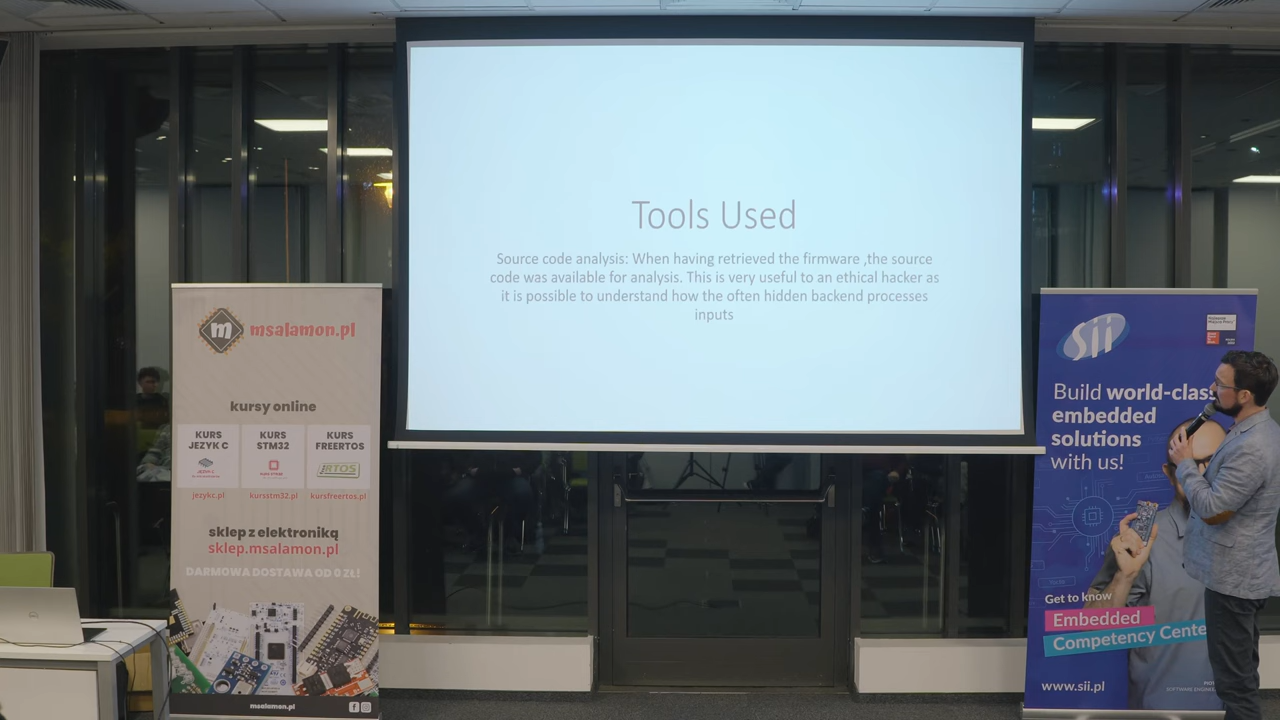 Tools Used
Source code analysis: When having retrieved the firmware ,the source
code was available for analysis. This is very useful to an ethical hacker as
it is possible to understand how the often hidden backend processes
inputs
m msalamon.pl
kursy online
KURS
JEZYK C
KURS
STM32
KURS
FREERTOS
RTOS
jezykc.pl
kursstm32.pl
kursfreertos.pl
sklep z elektroniką
sklep.msalamon.pl
DARMOWA DOSTAWA OD 0 ZŁ!
msalamon.pl
sii
Build world-class
embedded
solutions
with us!
Get to know
Embedded
Competency Cente
www.sii.pl